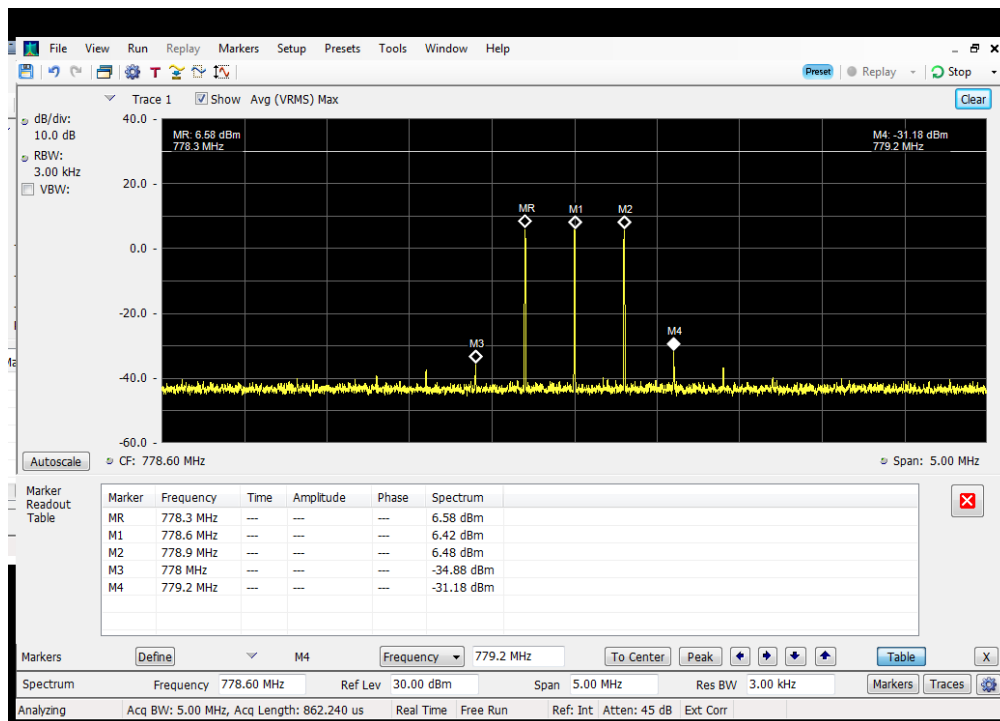 File View Run Replay Markers Setup Presets Tools Window Help
T Preset Replay Stop
Trace 1 Show Avg (VRMS) Max Clear
dB/div:
10.0 dB
RBW:
3.00 kHz
VBW:
40.0
20.0
0.0
-20.0
-40.0
-60.0
MR: 6.58 dBm
778.3 MHz
M4: -31.18 dBm
779.2 MHz
MR M1 M2
M3 M4
Autoscale CF: 778.60 MHz Span: 5.00 MHz
Marker
Readout
Table
Marker Frequency Time Amplitude Phase Spectrum
MR 778.3 MHz --- --- --- 6.58 dBm
M1 778.6 MHz --- --- --- 6.42 dBm
M2 778.9 MHz --- --- --- 6.48 dBm
M3 778 MHz --- --- --- -34.88 dBm
M4 779.2 MHz --- --- --- -31.18 dBm
Markers Define M4 Frequency 779.2 MHz To Center Peak Table X
Spectrum Frequency 778.60 MHz Ref Lev 30.00 dBm Span 5.00 MHz Res BW 3.00 kHz Markers Traces
Analyzing Acq BW: 5.00 MHz, Acq Length: 862.240 us Real Time Free Run Ref: Int Atten: 45 dB Ext Corr